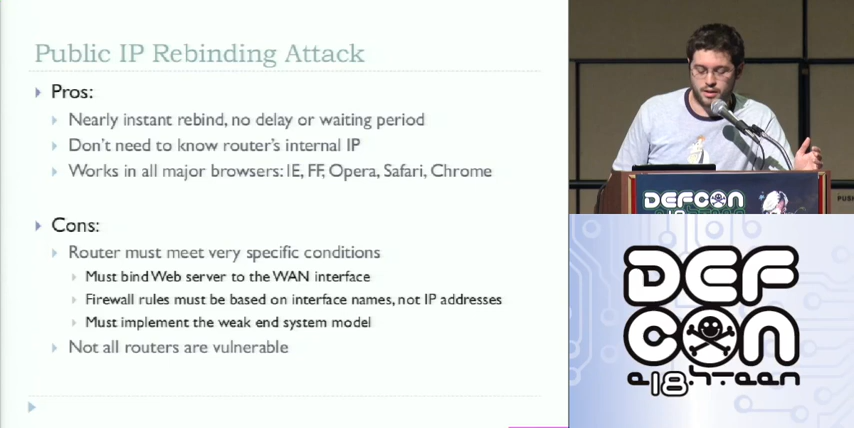 Public IP Rebinding Attack
Pros:
Nearly instant rebind, no delay or waiting period
Don't need to know router's internal IP
Works in all major browsers: IE, FF, Opera, Safari, Chrome
Cons:
Router must meet very specific conditions
Must bind Web server to the WAN interface
Firewall rules must be based on interface names, not IP addresses
Must implement the weak end system model
Not all routers are vulnerable
DEFCON
PUSH
DEF
CON
e18h-teen